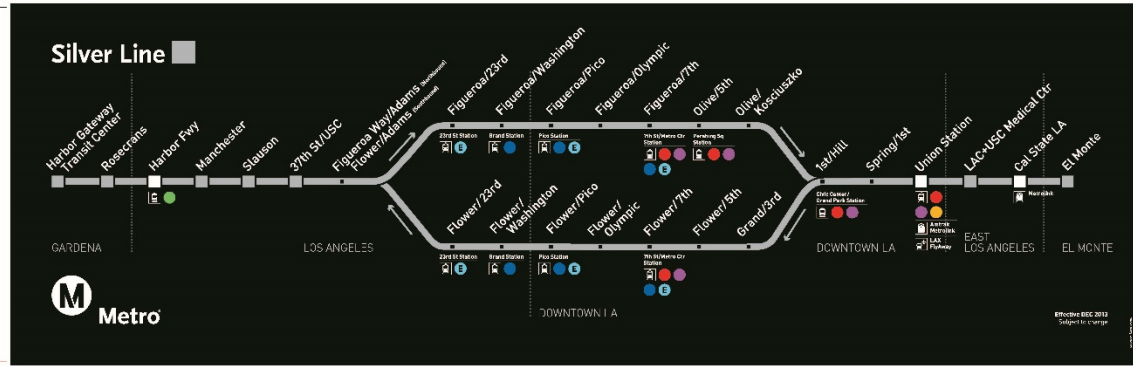 Silver Line
Harbor Gateway
Transit Center
Rosecrans
Harbor Fwy
Manchester
Slauson
37th St/USC
Figueroa Way/Adams (Northbound)
Flower/Adams (Southbound)
Figueroa/23rd
Figueroa/Washington
Figueroa/Pico
Figueroa/Olympic
Figueroa/7th
Olive/5th
Olive/
Kosciuszko
23rd St Station
E
Grand Station
Pico Station
E
7th St/Metro Ctr
Station
E
Pershing Sq
Station
1st/Hill
Civic Center/
Grand Park Station
Spring/1st
Union Station
Amtrak
Metrolink
LAX
FlyAway
LAC+USC Medical Ctr
Cal State LA
Metrolink
El Monte
Flower/23rd
Flower/
Washington
Flower/Pico
Flower/
Olympic
Flower/7th
Flower/5th
Grand/3rd
23rd St Station
E
Grand Station
Pico Station
E
7th St/Metro Ctr
Station
E
GARDENA
LOS ANGELES
DOWNTOWN LA
DOWNTOWN LA
EAST
LOS ANGELES
EL MONTE
M
Metro
Effective DEC 2013
Subject to change